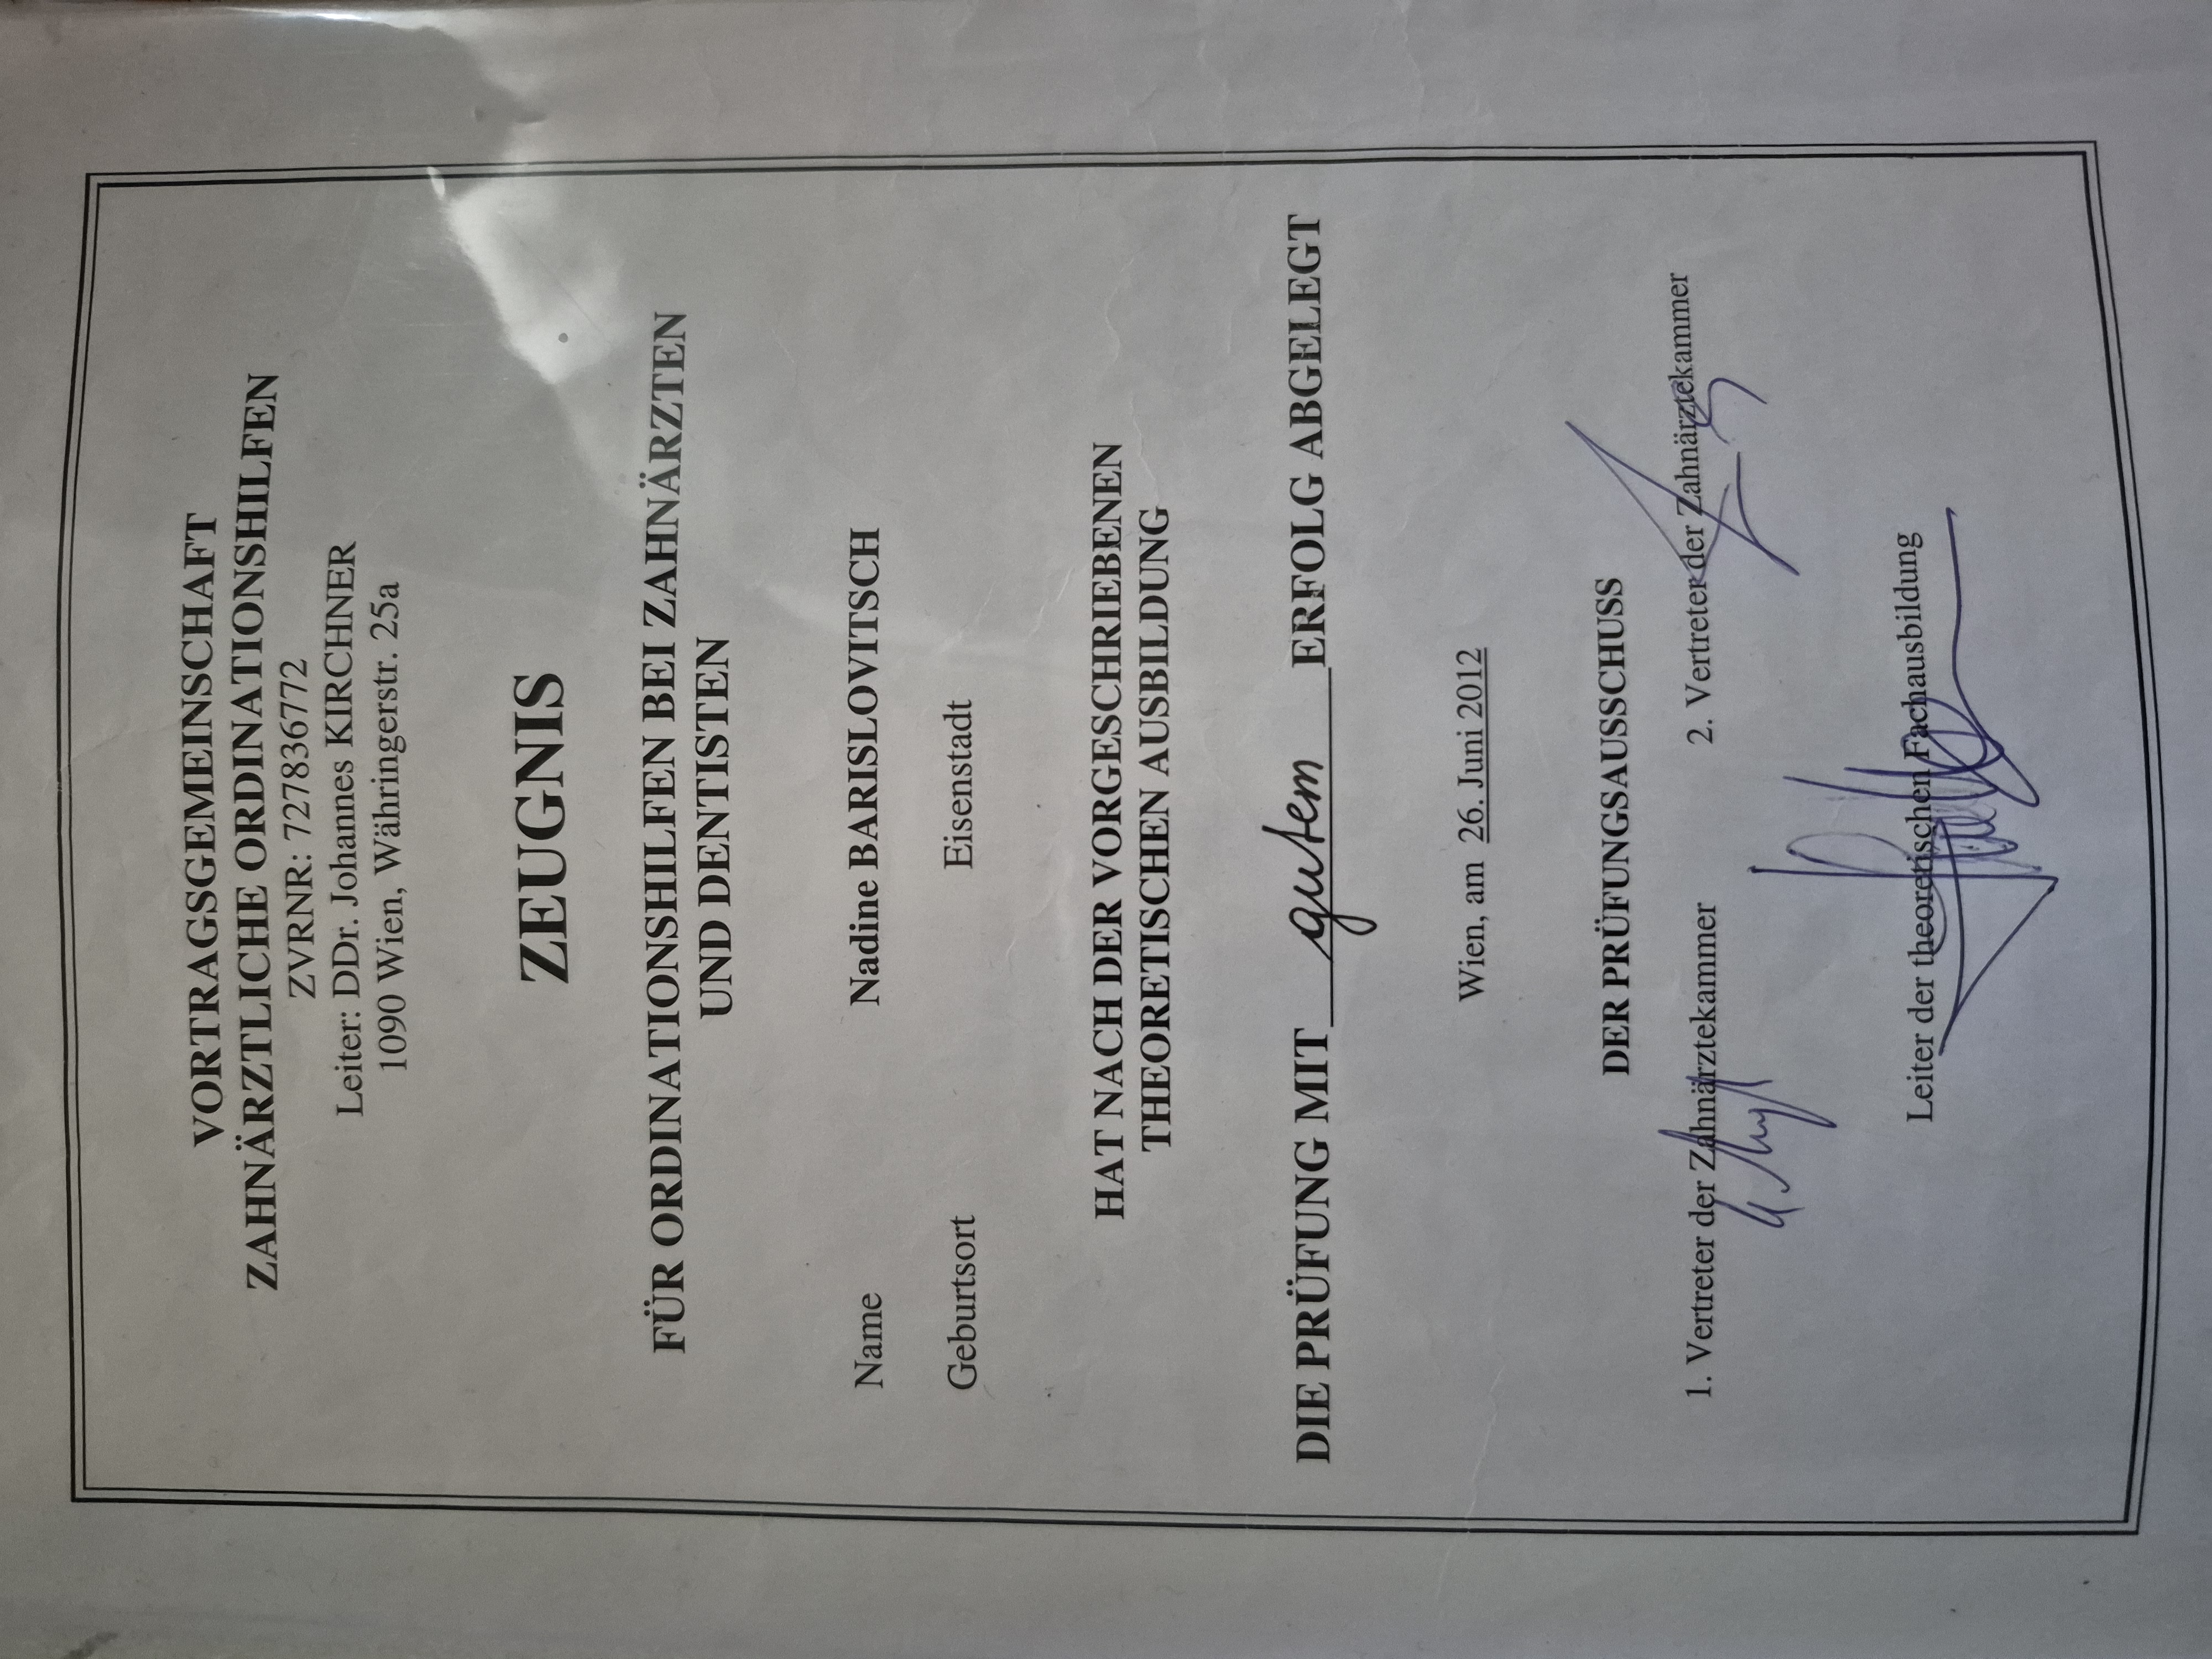 VORTRAGSGEMEINSCHAFT
ZAHNÄRZTLICHE ORDINATIONSHILFEN
ZVRNR: 727836772
Leiter: DDr. Johannes KIRCHNER
1090 Wien, Währingerstr. 25a
ZEUGNIS
FÜR ORDINATIONSHILFEN BEI ZAHNÄRZTEN
UND DENTISTEN
Name Nadine BARISLOVITSCH
Geburtsort Eisenstadt
HAT NACH DER VORGESCHRIEBENEN
THEORETISCHEN AUSBILDUNG
DIE PRÜFUNG MIT gutem ERFOLG ABGELEGT
Wien, am 26. Juni 2012
DER PRÜFUNGSAUSSCHUSS
1. Vertreter der Zahnärztekammer 2. Vertreter der Zahnärztekammer
Leiter der theoretischen Fachausbildung